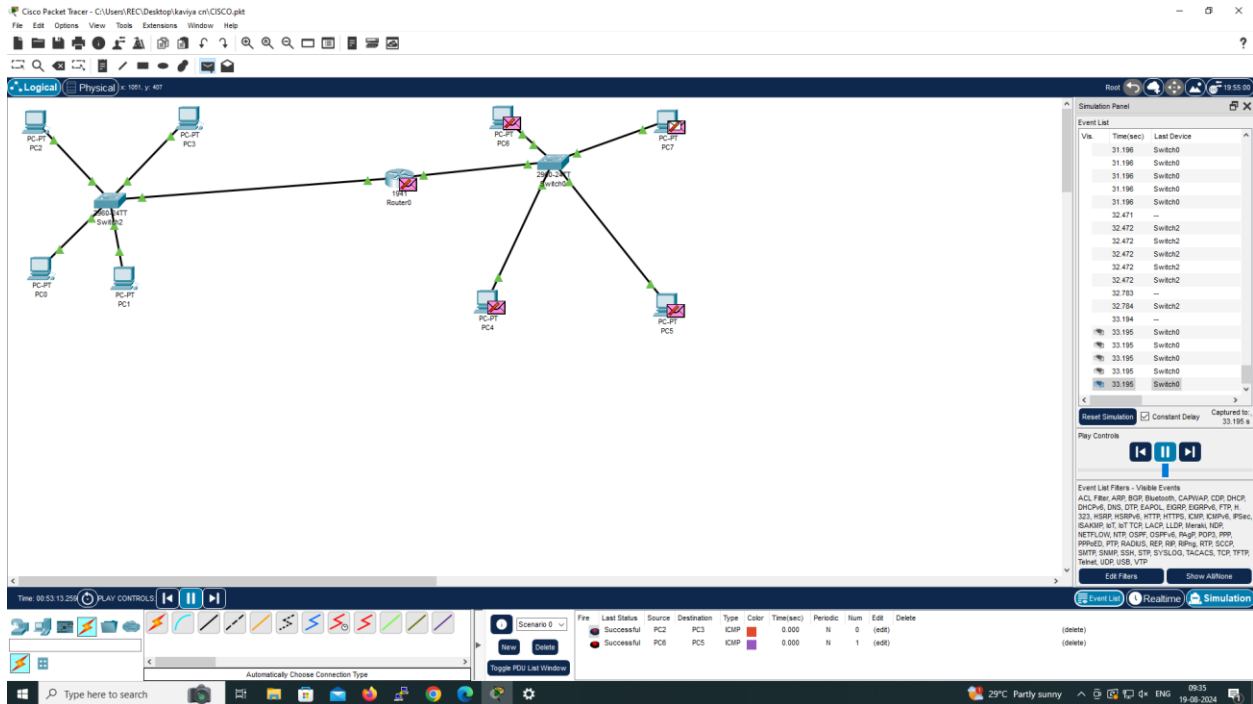 Cisco Packet Tracer - C:\Users\REC\Desktop\kaviya cn\CISCO.pkt
File Edit Options View Tools Extensions Window Help
?
Logical Physical x: 1051, y: 407 Root 19:55:00
PC-PT
PC2
PC-PT
PC3
2960-24TT
Switch2
PC-PT
PC0
PC-PT
PC1
1941
Router0
PC-PT
PC6
PC-PT
PC7
2960-24TT
Switch0
PC-PT
PC4
PC-PT
PC5
Simulation Panel
Event List
Vis. Time(sec) Last Device
31.196 Switch0
31.196 Switch0
31.196 Switch0
31.196 Switch0
31.196 Switch0
32.471 --
32.472 Switch2
32.472 Switch2
32.472 Switch2
32.472 Switch2
32.472 Switch2
32.783 --
32.784 Switch2
33.194 --
33.195 Switch0
33.195 Switch0
33.195 Switch0
33.195 Switch0
33.195 Switch0
Reset Simulation Constant Delay Captured to:
33.195 s
Play Controls
Event List Filters - Visible Events
ACL Filter, ARP, BGP, Bluetooth, CAPWAP, CDP, DHCP,
DHCPv6, DNS, DTP, EAPOL, EIGRP, EIGRPv6, FTP, H.
323, HSRP, HSRPv6, HTTP, HTTPS, ICMP, ICMPv6, IPSec,
ISAKMP, IoT, IoT TCP, LACP, LLDP, Meraki, NDP,
NETFLOW, NTP, OSPF, OSPFv6, PAgP, POP3, PPP,
PPPoED, PTP, RADIUS, REP, RIP, RIPng, RTP, SCCP,
SMTP, SNMP, SSH, STP, SYSLOG, TACACS, TCP, TFTP,
Telnet, UDP, USB, VTP
Edit Filters Show All/None
Time: 00:53:13.259 PLAY CONTROLS:
Event List Realtime Simulation
Automatically Choose Connection Type
Scenario 0
New Delete
Toggle PDU List Window
Fire Last Status Source Destination Type Color Time(sec) Periodic Num Edit Delete
Successful PC2 PC3 ICMP 0.000 N 0 (edit) (delete)
Successful PC6 PC5 ICMP 0.000 N 1 (edit) (delete)
Type here to search
29°C Partly sunny ENG 09:35
19-08-2024